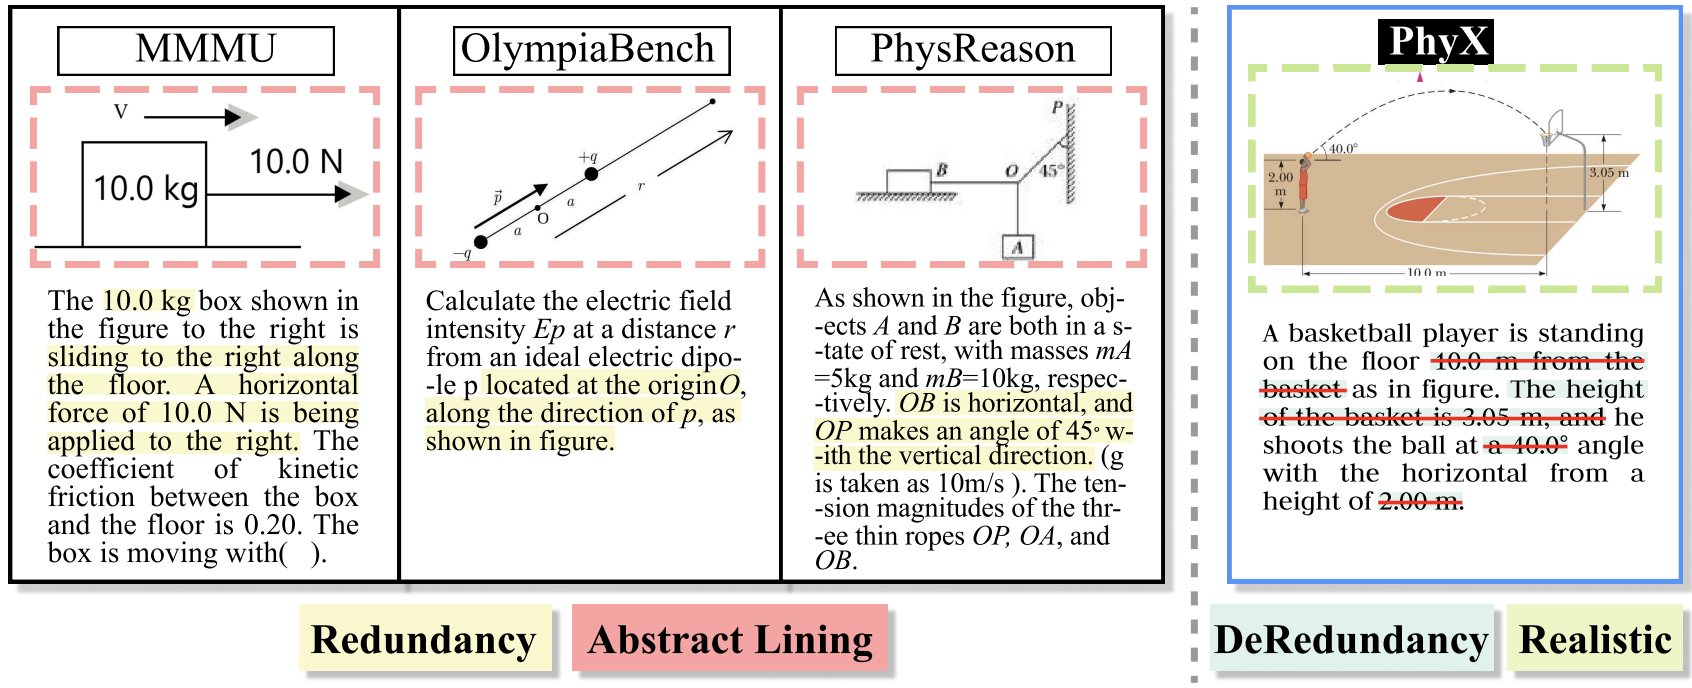 MMMU
V
10.0 N
10.0 kg
The 10.0 kg box shown in
the figure to the right is
sliding to the right along
the floor. A horizontal
force of 10.0 N is being
applied to the right. The
coefficient of kinetic
friction between the box
and the floor is 0.20. The
box is moving with( ).
OlympiaBench
+q
r
p⃗
a
O
a
−q
Calculate the electric field
intensity Ep at a distance r
from an ideal electric dipo-
-le p located at the origin O,
along the direction of p, as
shown in figure.
PhysReason
P
B
O
45°
A
As shown in the figure, obj-
-ects A and B are both in a s-
-tate of rest, with masses mA
=5kg and mB=10kg, respec-
-tively. OB is horizontal, and
OP makes an angle of 45° w-
-ith the vertical direction. (g
is taken as 10m/s ). The ten-
-sion magnitudes of the thr-
-ee thin ropes OP, OA, and
OB.
PhyX
40.0°
2.00
m
3.05 m
10.0 m
A basketball player is standing
on the floor 10.0 m from the
basket as in figure. The height
of the basket is 3.05 m, and he
shoots the ball at a 40.0° angle
with the horizontal from a
height of 2.00 m.
Redundancy
Abstract Lining
DeRedundancy
Realistic